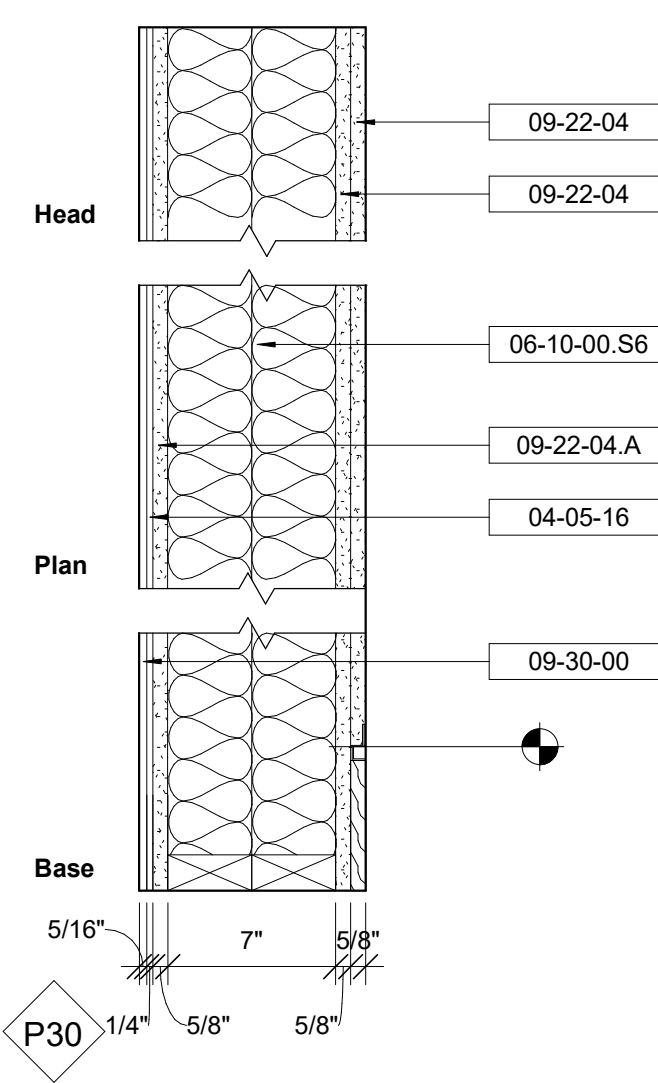 09-22-04
09-22-04
Head
06-10-00.S6
09-22-04.A
04-05-16
Plan
09-30-00
Base
5/16"
7"
5/8"
P30
1/4"
5/8"
5/8"